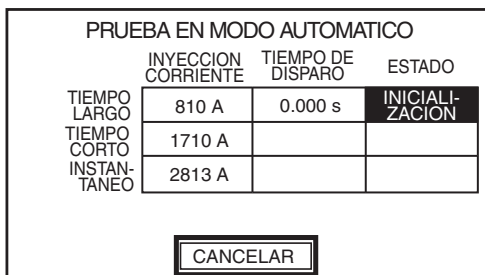 PRUEBA EN MODO AUTOMATICO
INYECCION CORRIENTE TIEMPO DE DISPARO ESTADO
TIEMPO LARGO 810 A 0.000 s INICIALI-ZACION
TIEMPO CORTO 1710 A
INSTAN-TANEO 2813 A
CANCELAR